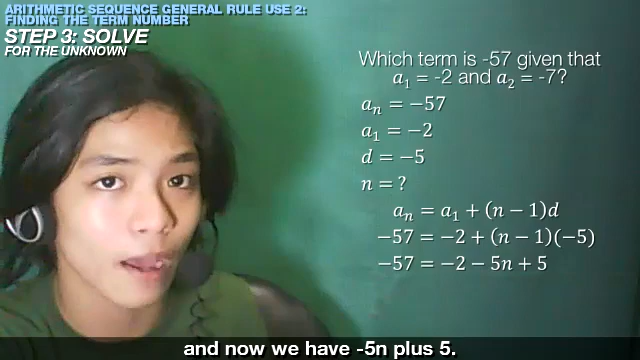 ARITHMETIC SEQUENCE GENERAL RULE USE 2:
FINDING THE TERM NUMBER
STEP 3: SOLVE
FOR THE UNKNOWN
Which term is -57 given that
a₁ = -2 and a₂ = -7?
aₙ = −57
a₁ = −2
d = −5
n = ?
aₙ = a₁ + (n − 1)d
−57 = −2 + (n − 1)(−5)
−57 = −2 − 5n + 5
and now we have -5n plus 5.